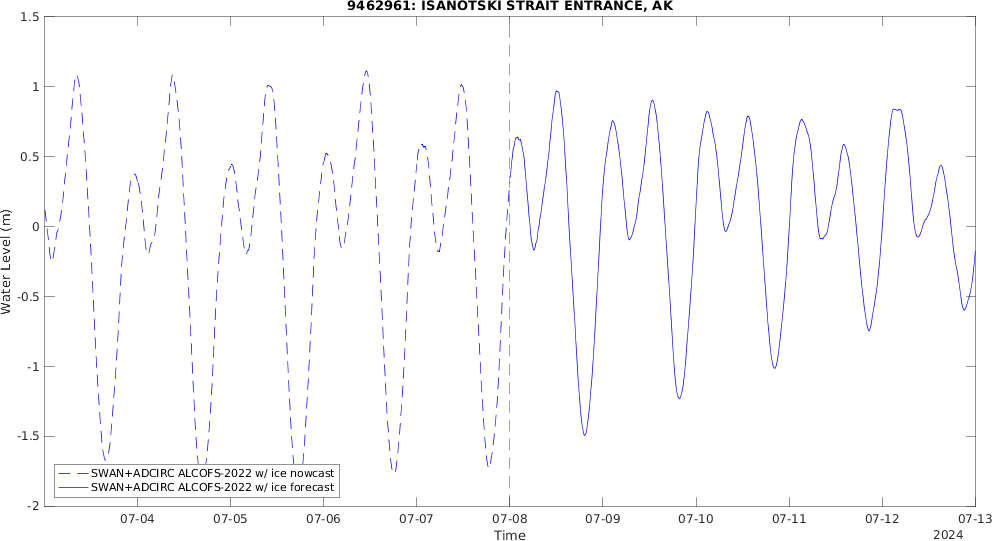 9462961: ISANOTSKI STRAIT ENTRANCE, AK
1.5
1
0.5
0
-0.5
-1
-1.5
-2
Water Level (m)
SWAN+ADCIRC ALCOFS-2022 w/ ice nowcast
SWAN+ADCIRC ALCOFS-2022 w/ ice forecast
07-04 07-05 07-06 07-07 07-08 07-09 07-10 07-11 07-12 07-13
Time
2024